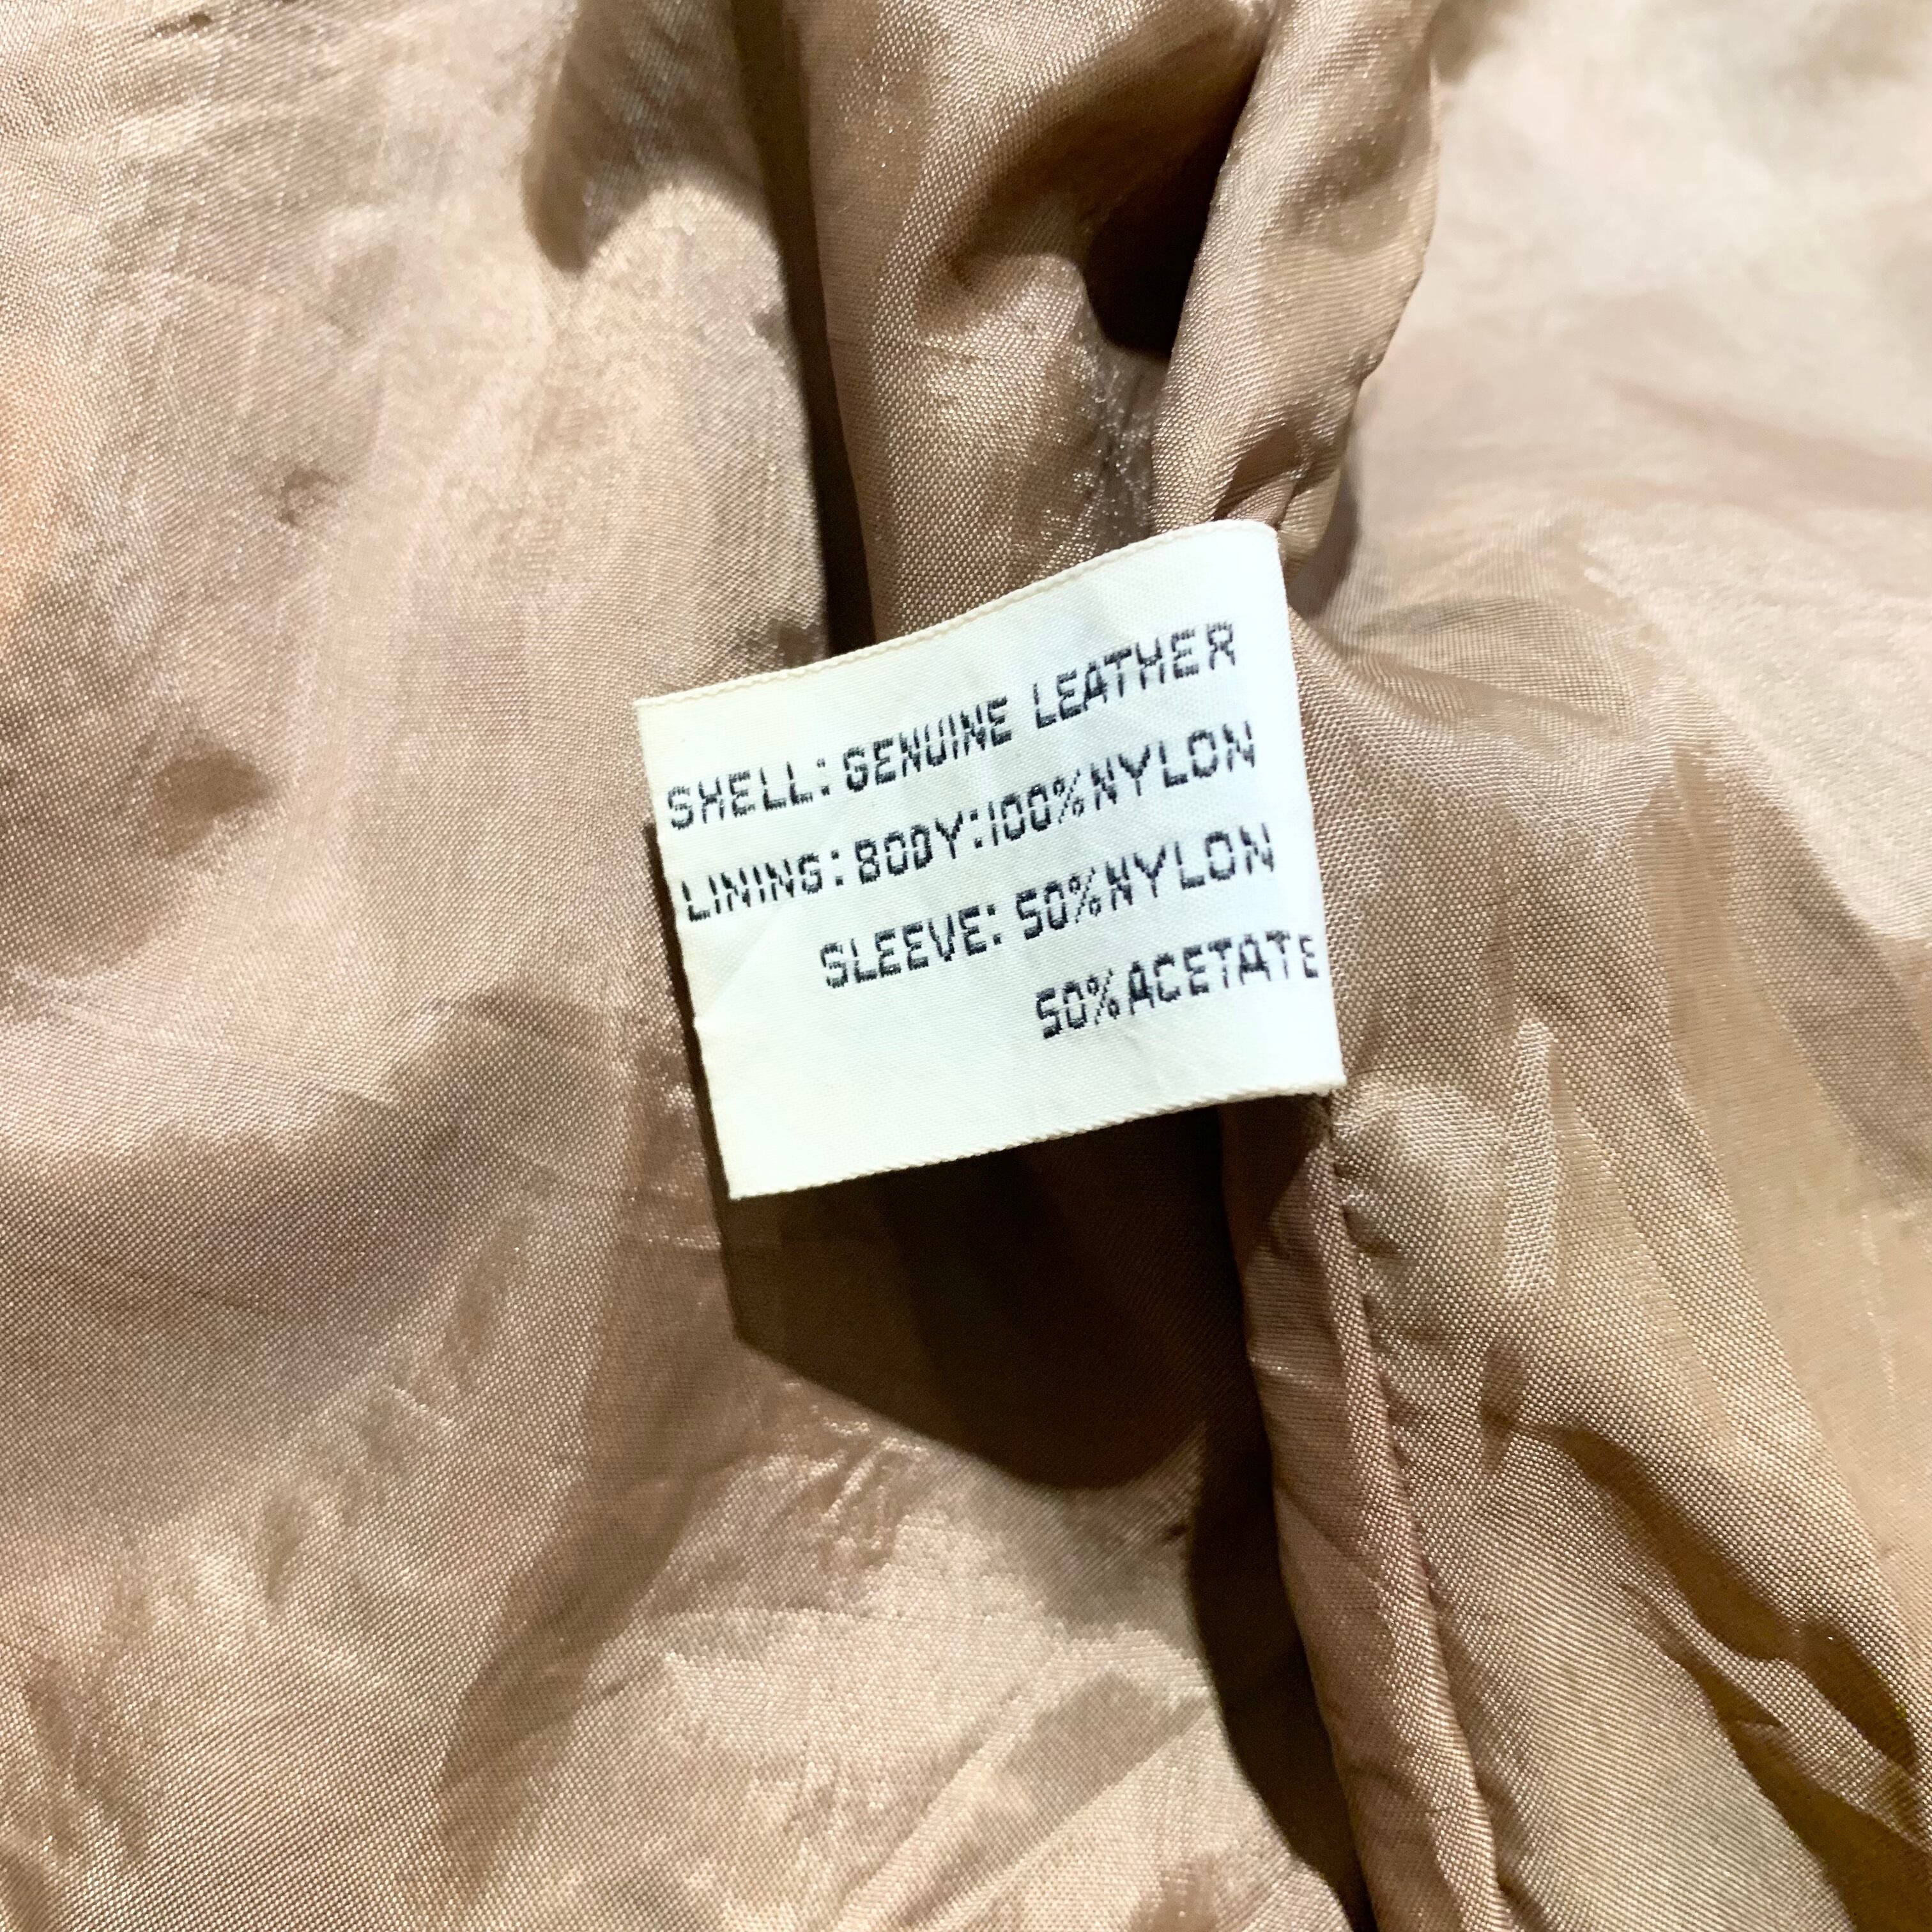 SHELL:GENUINE LEATHER
LINING:BODY:100%NYLON
SLEEVE:50%NYLON
50%ACETATE